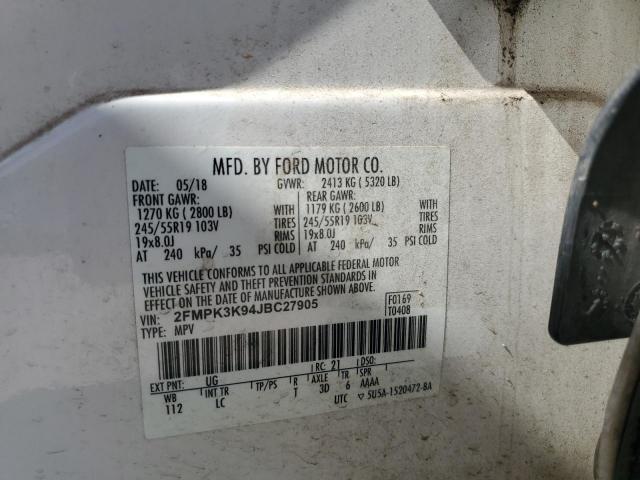 MFD. BY FORD MOTOR CO.
DATE: 05/18 GVWR: 2413 KG ( 5320 LB)
FRONT GAWR: REAR GAWR:
1270 KG ( 2800 LB) WITH 1179 KG ( 2600 LB) WITH
245/55R19 103V TIRES 245/55R19 103V TIRES
19x8.0J RIMS 19x8.0J RIMS
AT 240 kPa/ 35 PSI COLD AT 240 kPa/ 35 PSI COLD
THIS VEHICLE CONFORMS TO ALL APPLICABLE FEDERAL MOTOR
VEHICLE SAFETY AND THEFT PREVENTION STANDARDS IN
EFFECT ON THE DATE OF MANUFACTURE SHOWN ABOVE.
VIN: 2FMPK3K94JBC27905 F0169
TYPE: MPV T0408
EXT PNT: UG RC: 21 DSO:
WB INT TR TP/PS R AXLE TR SPR
112 LC T 3D 6 AAAA
UTC ▽ 5U5A-1520472-BA